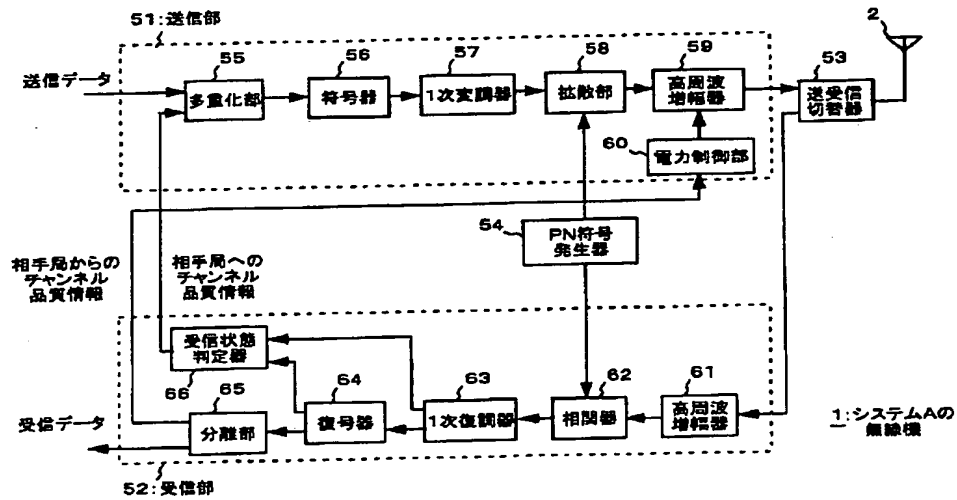 51:送信部
2
送信データ
55
56
57
58
59
53
多重化部
符号器
1次変調器
拡散部
高周波
増幅器
送受信
切替器
60
電力制御部
54
PN符号
発生器
相手局からの
チャンネル
品質情報
相手局への
チャンネル
品質情報
受信状態
判定器
66
65
64
63
62
61
受信データ
分離部
復号器
1次復調器
相関器
高周波
増幅器
1:システムAの
無線機
52:受信部